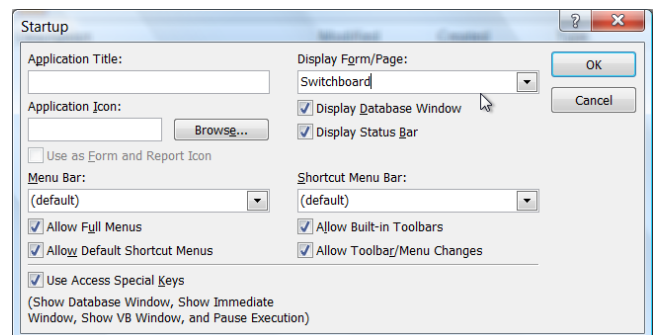 Startup
Application Title:
Display Form/Page:
OK
Switchboard
Cancel
Application Icon:
Display Database Window
Browse...
Display Status Bar
Use as Form and Report Icon
Menu Bar:
Shortcut Menu Bar:
(default)
(default)
Allow Full Menus
Allow Built-in Toolbars
Allow Default Shortcut Menus
Allow Toolbar/Menu Changes
Use Access Special Keys
(Show Database Window, Show Immediate
Window, Show VB Window, and Pause Execution)